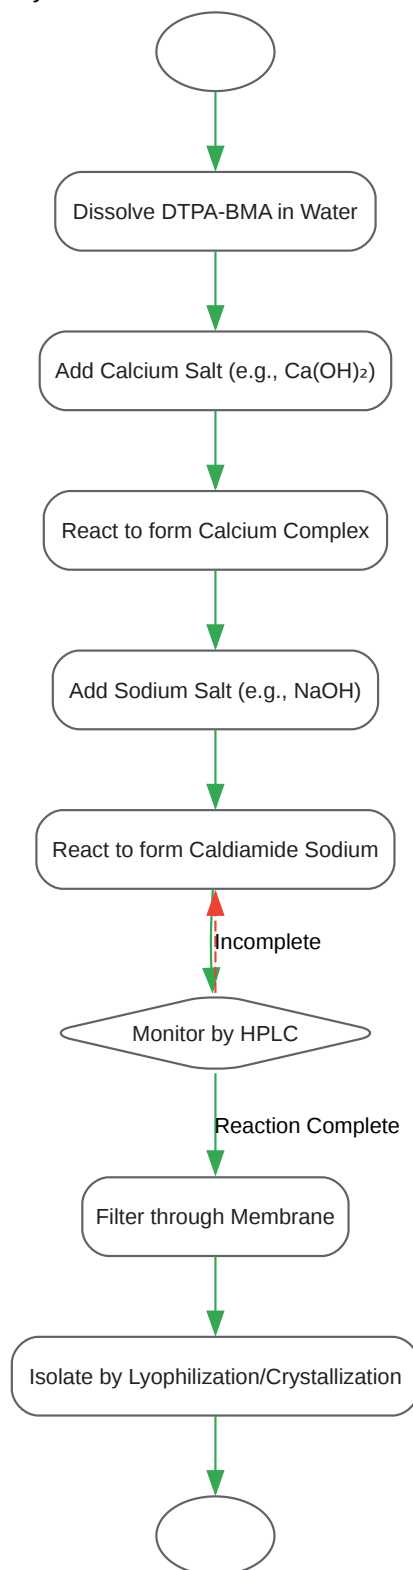 Dissolve DTPA-BMA in Water
Add Calcium Salt (e.g., Ca(OH)₂)
React to form Calcium Complex
Add Sodium Salt (e.g., NaOH)
React to form Caldiamide Sodium
Incomplete
Monitor by HPLC
Reaction Complete
Filter through Membrane
Isolate by Lyophilization/Crystallization